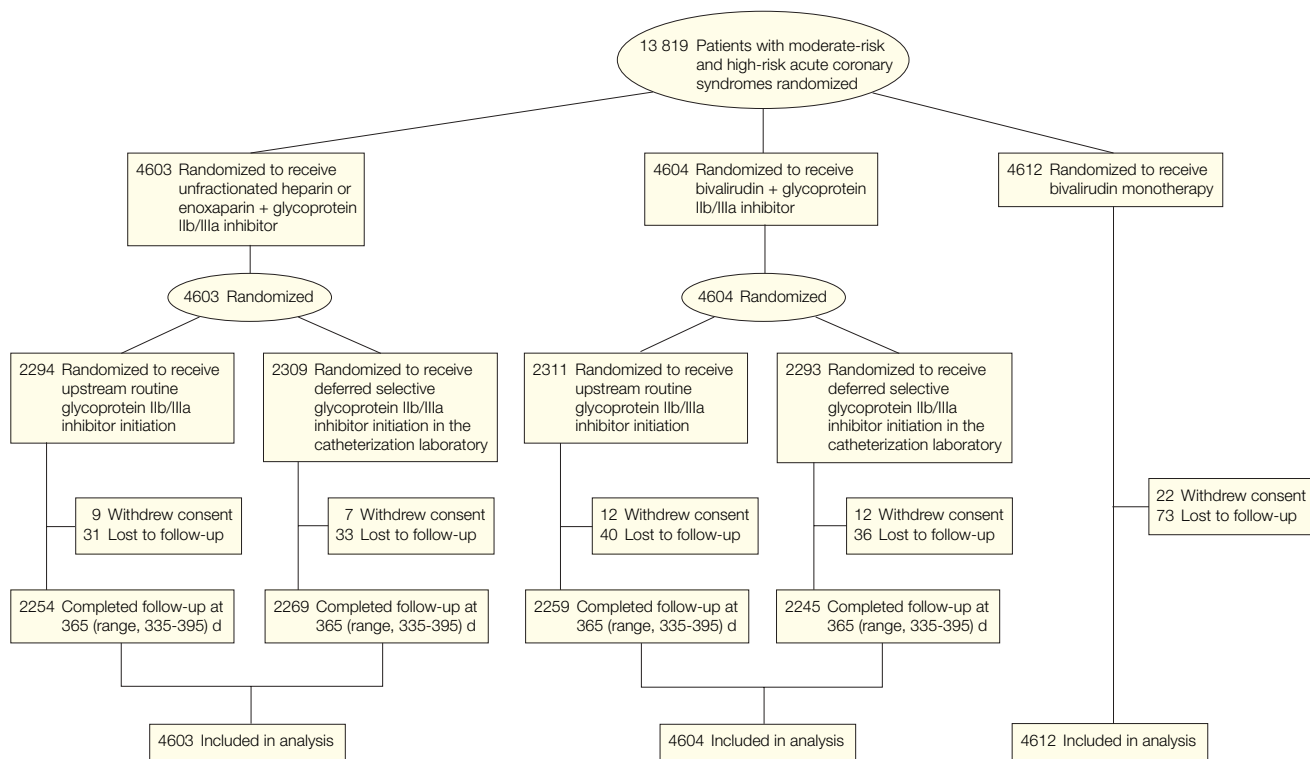 13 819 Patients with moderate-risk
and high-risk acute coronary
syndromes randomized
4603 Randomized to receive
unfractionated heparin or
enoxaparin + glycoprotein
IIb/IIIa inhibitor
4604 Randomized to receive
bivalirudin + glycoprotein
IIb/IIIa inhibitor
4612 Randomized to receive
bivalirudin monotherapy
4603 Randomized
4604 Randomized
2294 Randomized to receive
upstream routine
glycoprotein IIb/IIIa
inhibitor initiation
2309 Randomized to receive
deferred selective
glycoprotein IIb/IIIa
inhibitor initiation in the
catheterization laboratory
2311 Randomized to receive
upstream routine
glycoprotein IIb/IIIa
inhibitor initiation
2293 Randomized to receive
deferred selective
glycoprotein IIb/IIIa
inhibitor initiation in the
catheterization laboratory
9 Withdrew consent
31 Lost to follow-up
7 Withdrew consent
33 Lost to follow-up
12 Withdrew consent
40 Lost to follow-up
12 Withdrew consent
36 Lost to follow-up
22 Withdrew consent
73 Lost to follow-up
2254 Completed follow-up at
365 (range, 335-395) d
2269 Completed follow-up at
365 (range, 335-395) d
2259 Completed follow-up at
365 (range, 335-395) d
2245 Completed follow-up at
365 (range, 335-395) d
4603 Included in analysis
4604 Included in analysis
4612 Included in analysis